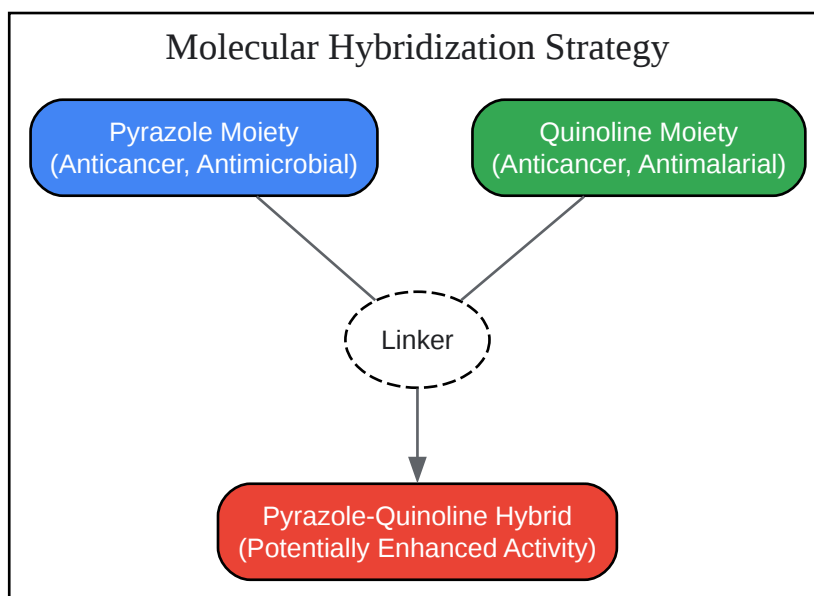 Molecular Hybridization Strategy
Pyrazole Moiety
(Anticancer, Antimicrobial)
Quinoline Moiety
(Anticancer, Antimalarial)
Linker
Pyrazole-Quinoline Hybrid
(Potentially Enhanced Activity)